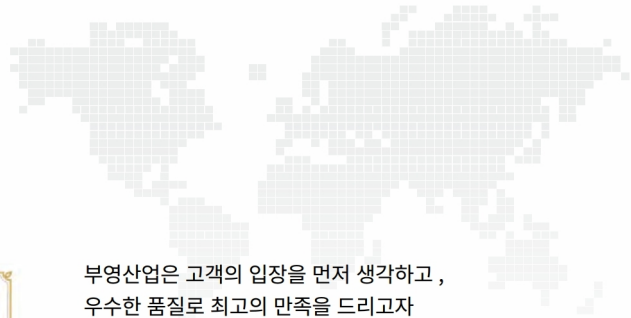 부영산업은 고객의 입장을 먼저 생각하고 ,
우수한 품질로 최고의 만족을 드리고자